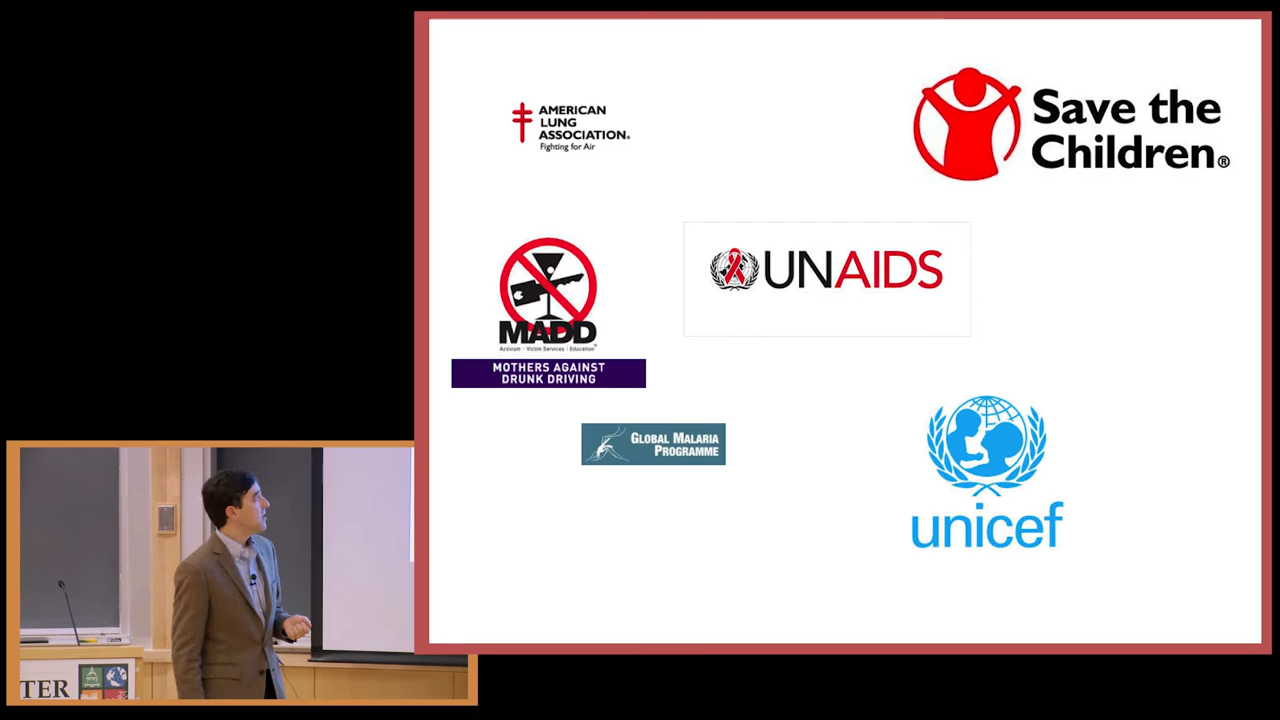 AMERICAN
LUNG
ASSOCIATION®
Fighting for Air
Save the
Children®
UNAIDS
MADD®
Activism | Victim Services | Education
MOTHERS AGAINST
DRUNK DRIVING
GLOBAL MALARIA
PROGRAMME
unicef
TER